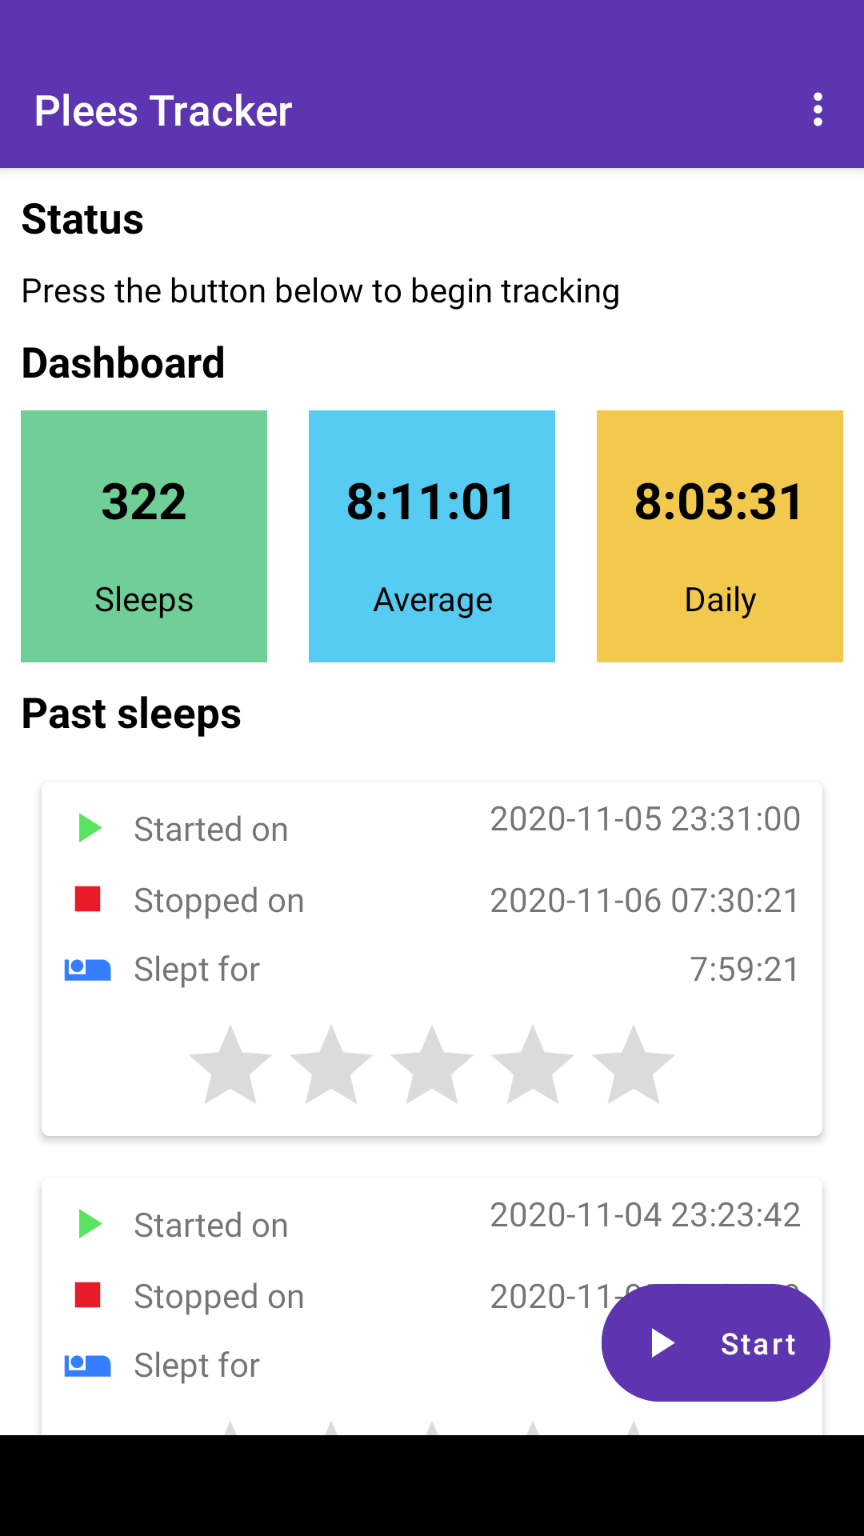 Plees Tracker
Status
Press the button below to begin tracking
Dashboard
322
Sleeps
8:11:01
Average
8:03:31
Daily
Past sleeps
Started on 2020-11-05 23:31:00
Stopped on 2020-11-06 07:30:21
Slept for 7:59:21
Started on 2020-11-04 23:23:42
Stopped on
Slept for
Start